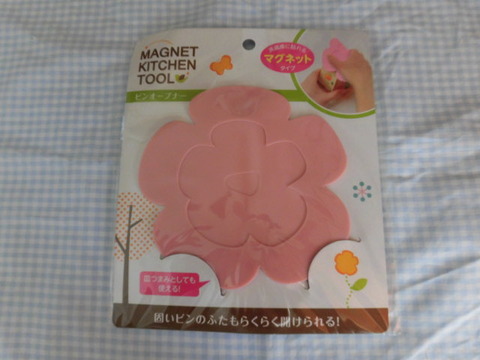 MAGNET
KITCHEN
TOOL
冷蔵庫に貼れる
マグネット
タイプ
ビンオープナー
鍋つまみとしても
使える!
固いビンのふたもらくらく開けられる!